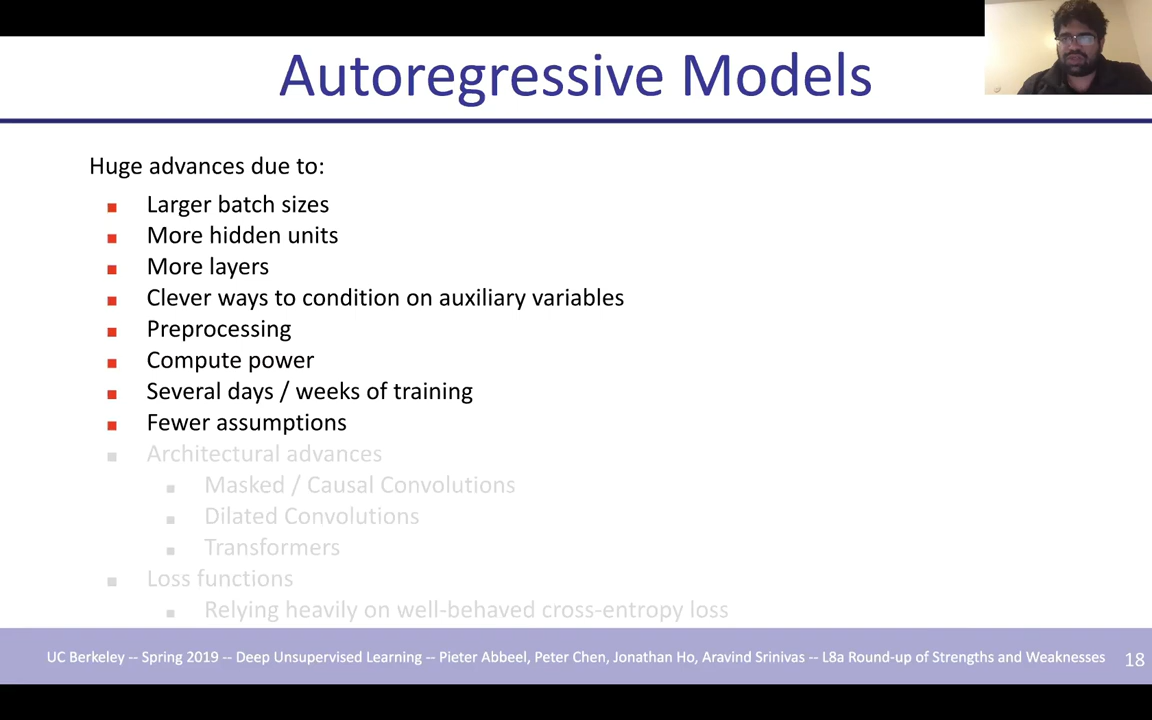 Autoregressive Models
Huge advances due to:
Larger batch sizes
More hidden units
More layers
Clever ways to condition on auxiliary variables
Preprocessing
Compute power
Several days / weeks of training
Fewer assumptions
Architectural advances
Masked / Causal Convolutions
Dilated Convolutions
Transformers
Loss functions
Relying heavily on well-behaved cross-entropy loss
UC Berkeley -- Spring 2019 -- Deep Unsupervised Learning -- Pieter Abbeel, Peter Chen, Jonathan Ho, Aravind Srinivas -- L8a Round-up of Strengths and Weaknesses 18